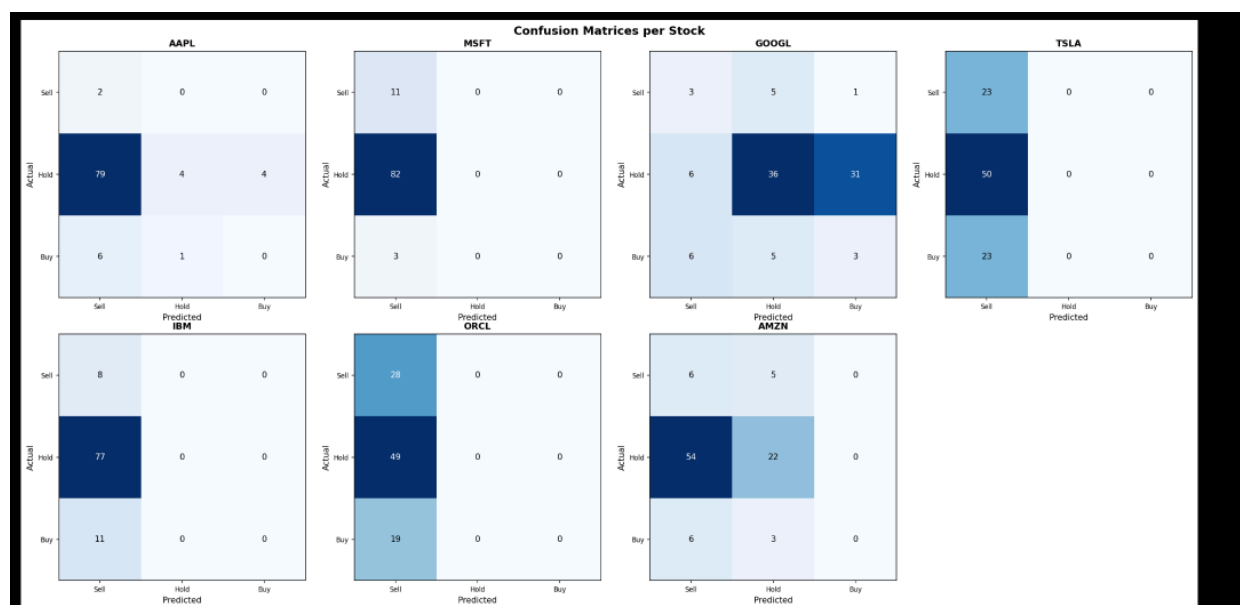 Confusion Matrices per Stock
AAPL
MSFT
GOOGL
TSLA
Sell
2
0
0
Actual
Hold
79
4
4
Buy
6
1
0
Sell
Hold
Buy
Predicted
11
0
0
Actual
Hold
82
0
0
Buy
3
0
0
Sell
Hold
Buy
Predicted
Sell
3
5
1
Actual
Hold
6
36
31
Buy
6
5
3
Sell
Hold
Buy
Predicted
Sell
23
0
0
Actual
Hold
50
0
0
Buy
23
0
0
Sell
Hold
Buy
Predicted
IBM
ORCL
AMZN
Sell
8
0
0
Actual
Hold
77
0
0
Buy
11
0
0
Sell
Hold
Buy
Predicted
Sell
28
0
0
Actual
Hold
49
0
0
Buy
19
0
0
Sell
Hold
Buy
Predicted
Sell
6
5
0
Actual
Hold
54
22
0
Buy
6
3
0
Sell
Hold
Buy
Predicted